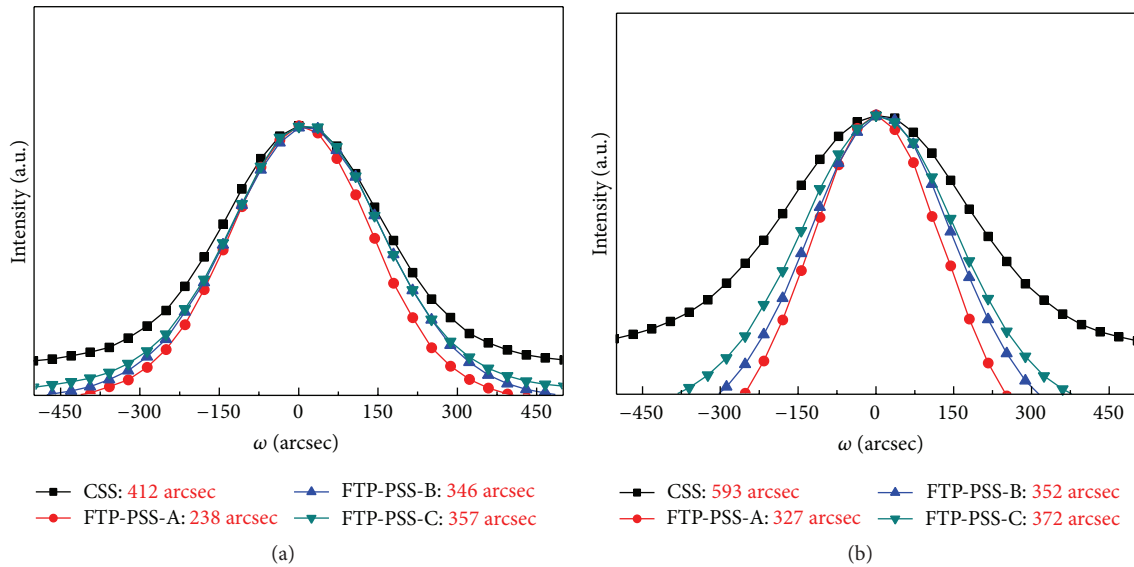 Intensity (a.u.)
−450 −300 −150 0 150 300 450
ω (arcsec)
CSS: 412 arcsec
FTP-PSS-B: 346 arcsec
FTP-PSS-A: 238 arcsec
FTP-PSS-C: 357 arcsec
(a)
Intensity (a.u.)
−450 −300 −150 0 150 300 450
ω (arcsec)
CSS: 593 arcsec
FTP-PSS-B: 352 arcsec
FTP-PSS-A: 327 arcsec
FTP-PSS-C: 372 arcsec
(b)